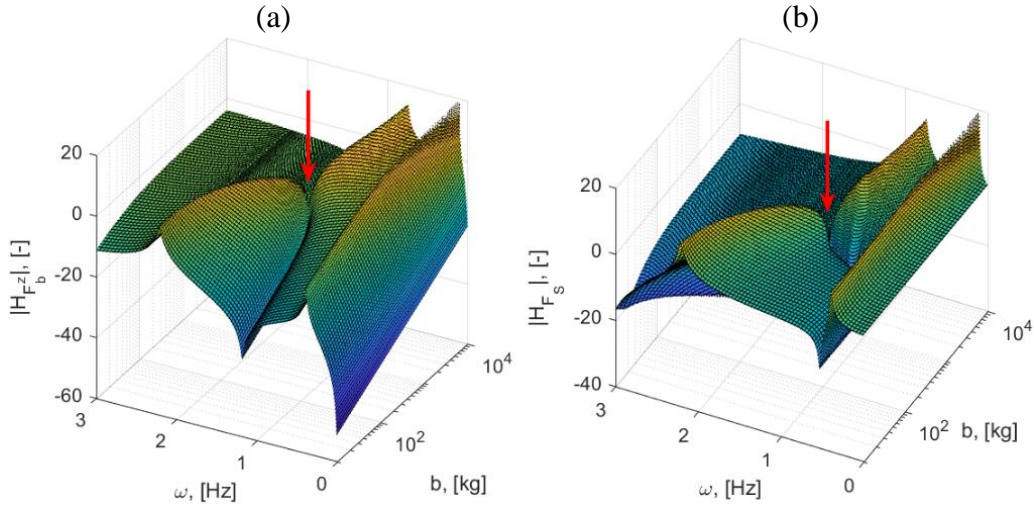 (a)
(b)
20
0
-20
-40
-60
|H_{F_b^z}|, [-]
3
2
1
0
ω, [Hz]
10^2
10^4
b, [kg]
20
0
-20
-40
|H_{F_S}|, [-]
3
2
1
0
ω, [Hz]
10^2
10^4
b, [kg]